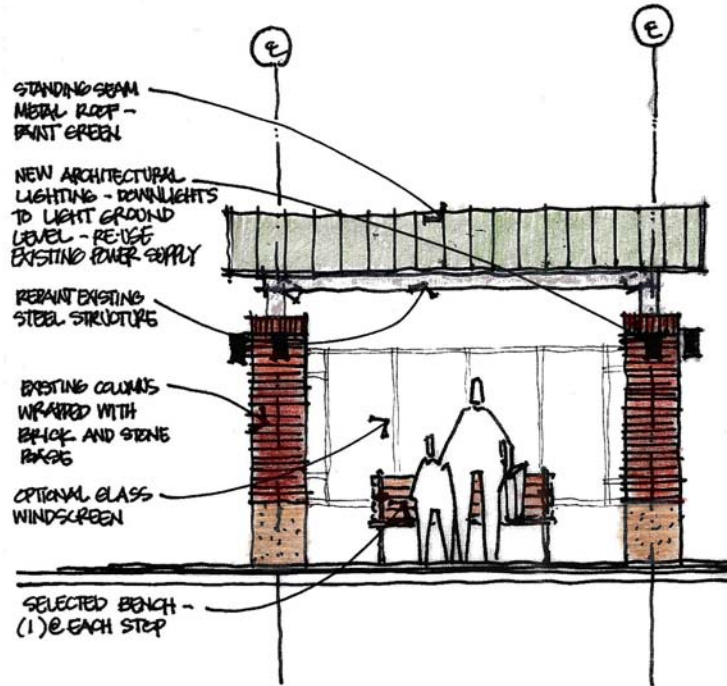 STANDING SEAM
METAL ROOF -
PAINT GREEN
NEW ARCHITECTURAL
LIGHTING - DOWNLIGHTS
TO LIGHT GROUND
LEVEL - RE-USE
EXISTING POWER SUPPLY
REPAINT EXISTING
STEEL STRUCTURE
EXISTING COLUMNS
WRAPPED WITH
BRICK AND STONE
BASE
OPTIONAL GLASS
WINDSCREEN
SELECTED BENCH -
(1) @ EACH STOP